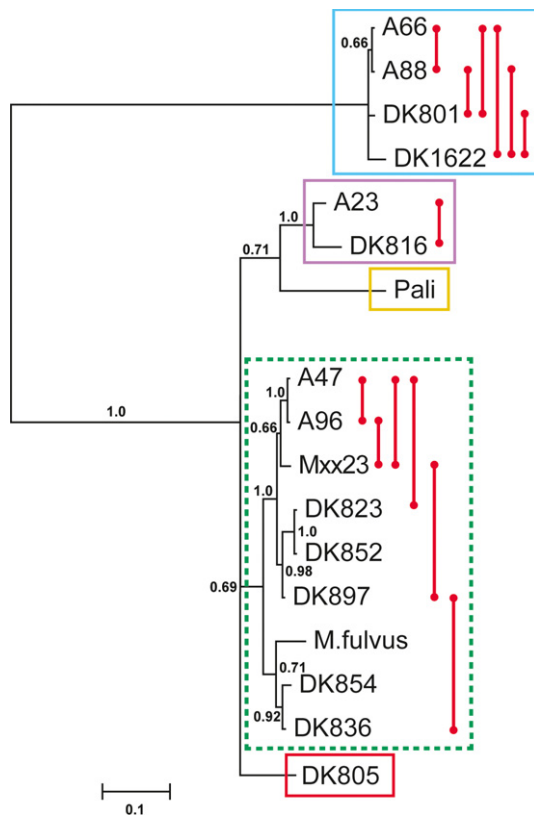 A66
0.66
A88
DK801
DK1622
A23
1.0
DK816
0.71
Pali
A47
1.0
A96
1.0
0.66
Mxx23
1.0
DK823
1.0
DK852
0.98
DK897
0.69
M.fulvus
0.71
DK854
0.92
DK836
DK805
0.1